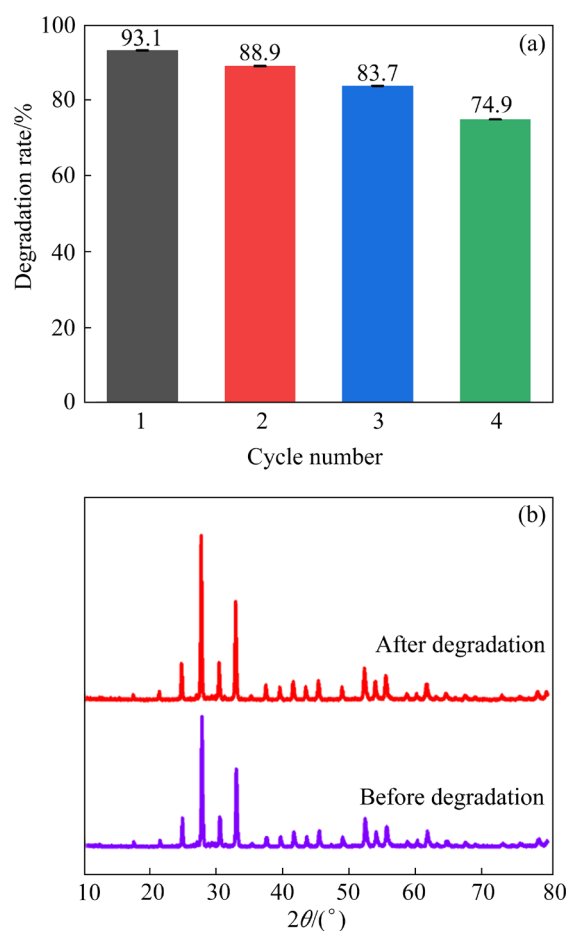 (a)
100
80
60
40
20
0
Degradation rate/%
93.1
88.9
83.7
74.9
1 2 3 4
Cycle number
(b)
After degradation
Before degradation
10 20 30 40 50 60 70 80
2θ/(°)